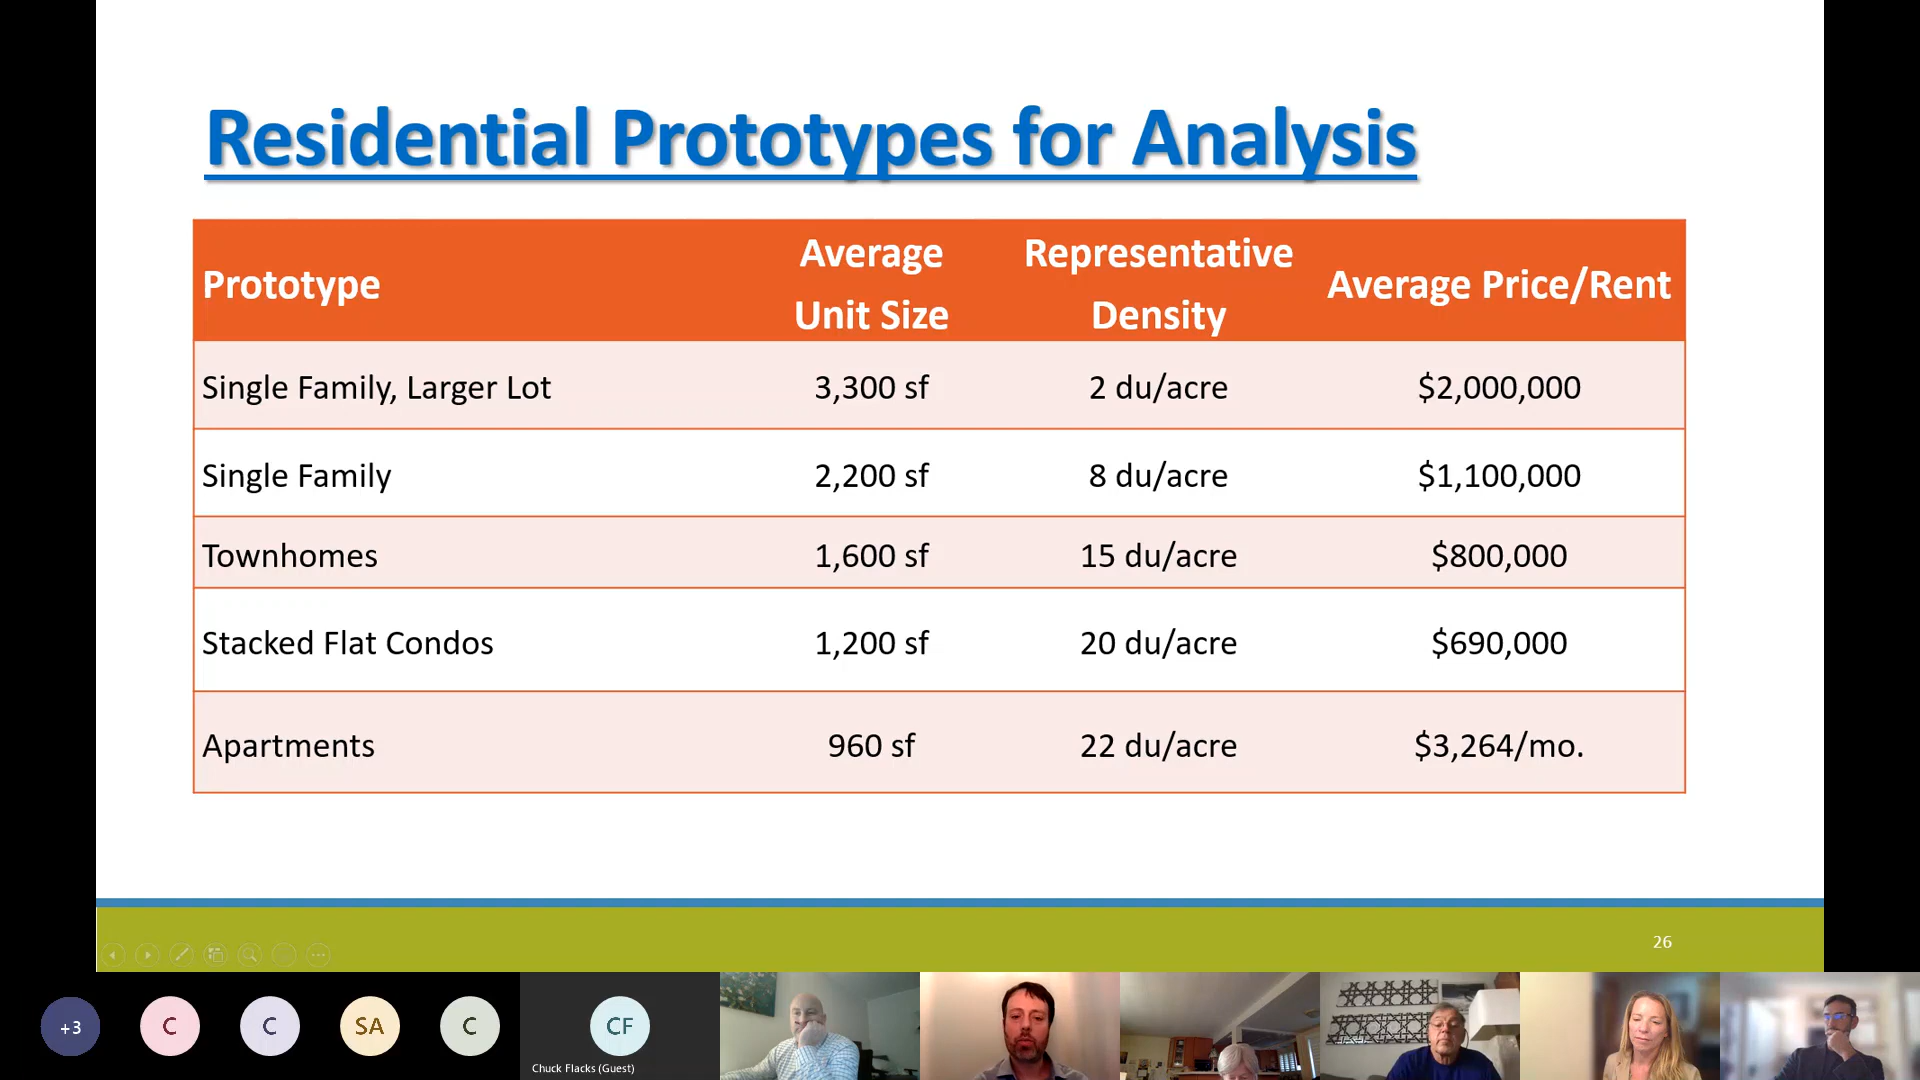 Residential Prototypes for Analysis
Prototype
Average
Unit Size
Representative
Density
Average Price/Rent
Single Family, Larger Lot 3,300 sf 2 du/acre $2,000,000
Single Family 2,200 sf 8 du/acre $1,100,000
Townhomes 1,600 sf 15 du/acre $800,000
Stacked Flat Condos 1,200 sf 20 du/acre $690,000
Apartments 960 sf 22 du/acre $3,264/mo.
26
+3 C C SA C CF
Chuck Flacks (Guest)